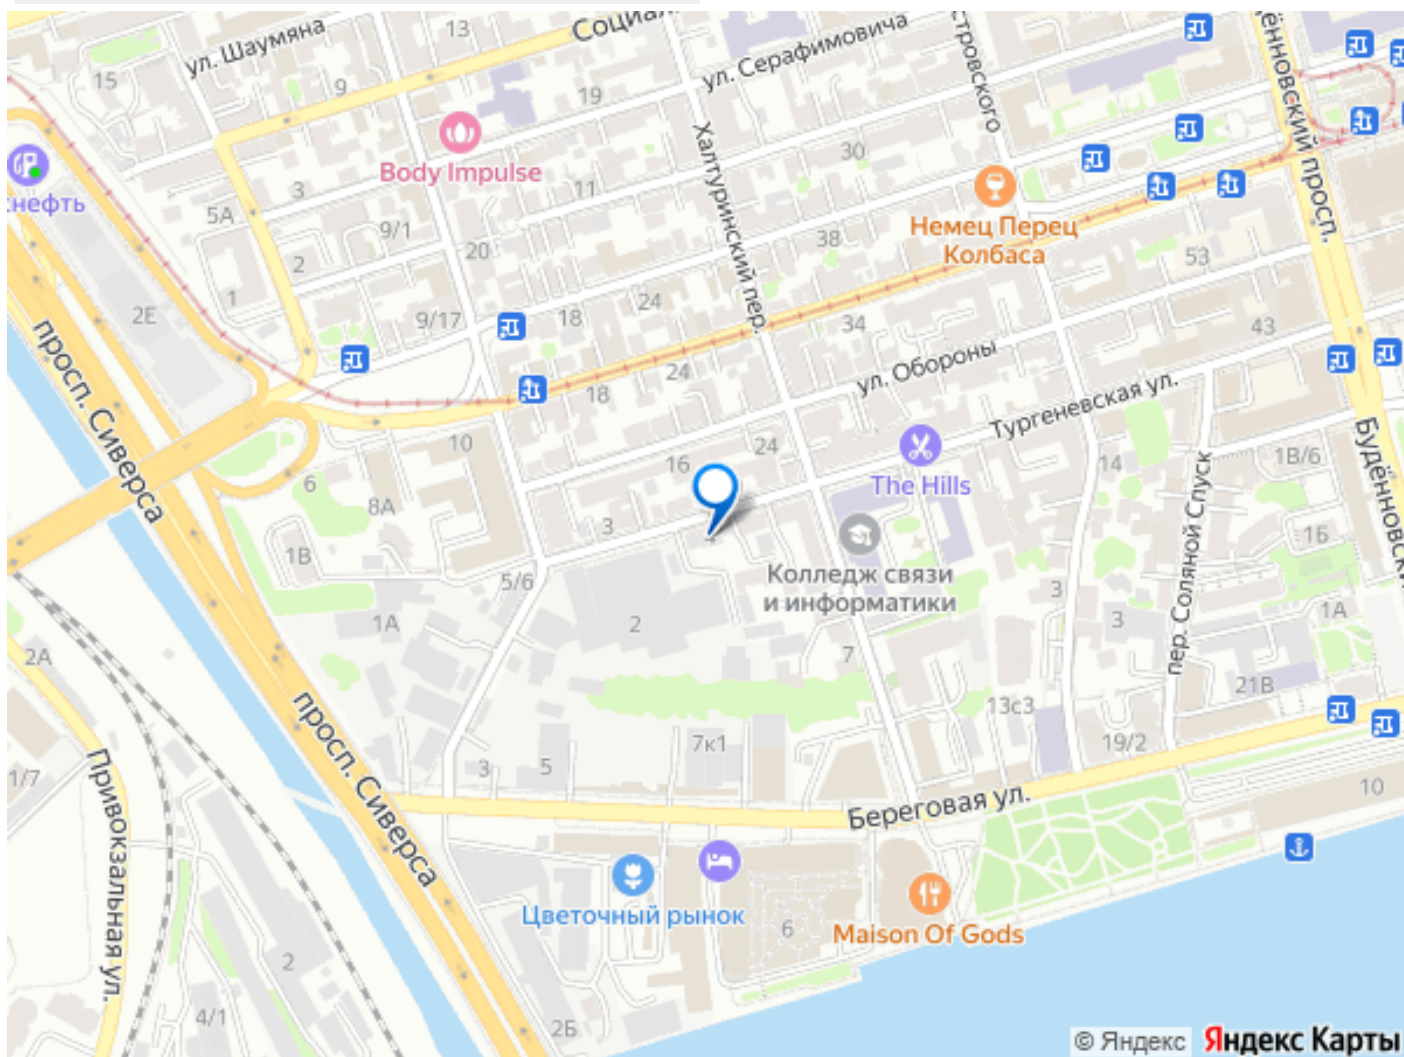 ул. Шаумяна
13
Социал
ул. Серафимовича
стровского
дённовский просп.
15
9
19
Халтуринский пер.
30
Body Impulse
снефть
3
11
5А
9/1
Немец Перец
Колбаса
38
20
2
53
1
2Е
9/17
18
24
34
43
просп. Сиверса
ул. Обороны
24
18
Тургеневская ул.
10
24
16
14
1В/6
Будённовский
The Hills
6
8А
пер. Соляной Спуск
3
1В
1Б
5/6
Колледж связи
и информатики
3
3
1А
1А
2
7
2А
21В
просп. Сиверса
13с3
7к1
19/2
3
5
1/7
Привокзальная ул.
10
Береговая ул.
Цветочный рынок
6
Maison Of Gods
2
4/1
2Б
© Яндекс Яндекс Карты